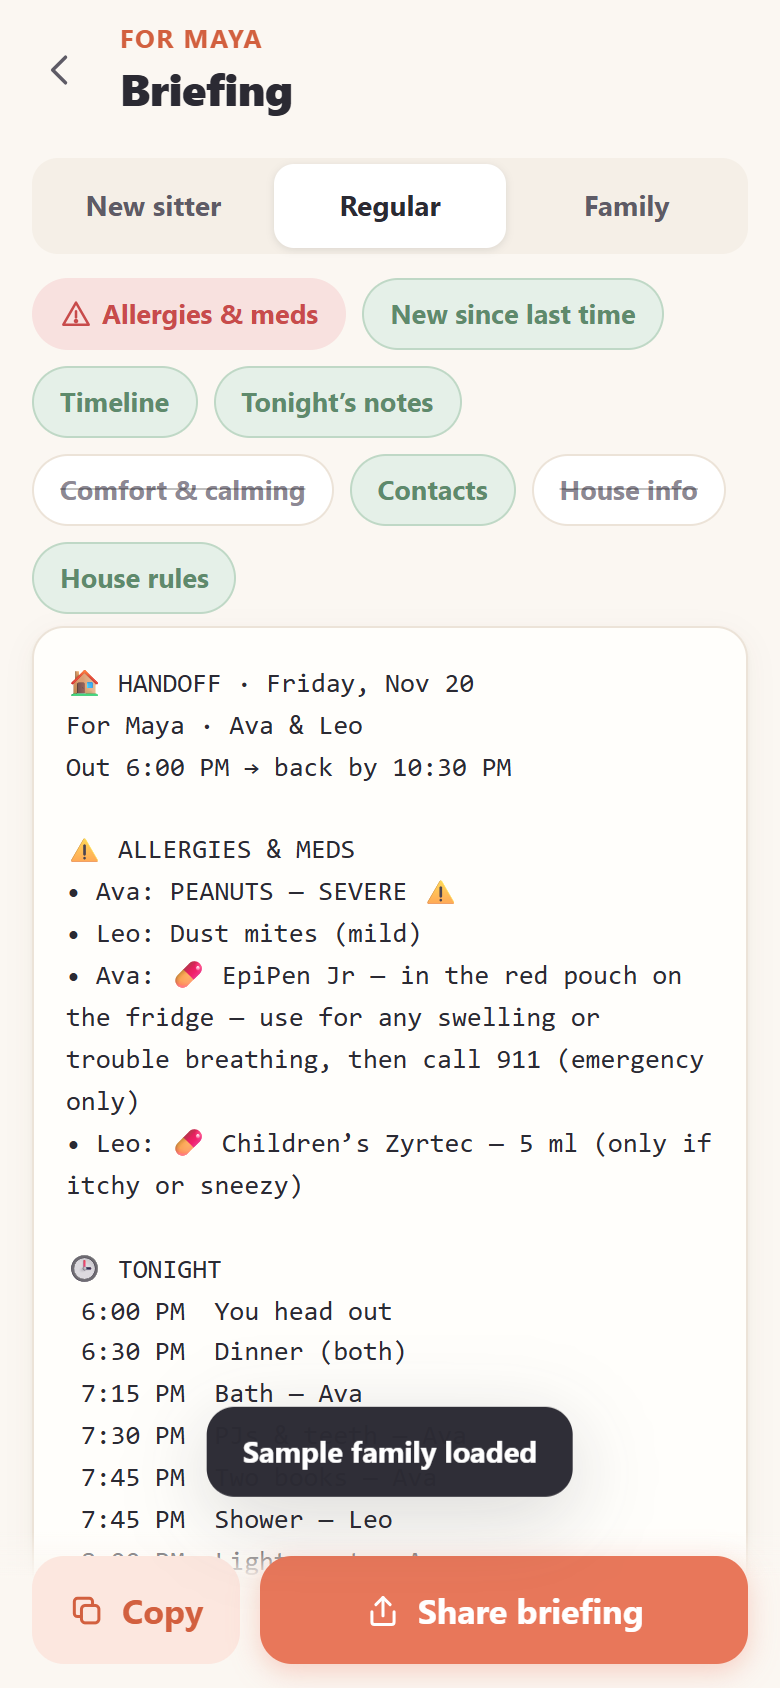 FOR MAYA
Briefing
New sitter
Regular
Family
Allergies & meds
New since last time
Timeline
Tonight’s notes
Comfort & calming
Contacts
House info
House rules
HANDOFF · Friday, Nov 20
For Maya · Ava & Leo
Out 6:00 PM → back by 10:30 PM
ALLERGIES & MEDS
• Ava: PEANUTS — SEVERE
• Leo: Dust mites (mild)
• Ava: EpiPen Jr — in the red pouch on
the fridge — use for any swelling or
trouble breathing, then call 911 (emergency
only)
• Leo: Children’s Zyrtec — 5 ml (only if
itchy or sneezy)
TONIGHT
6:00 PM You head out
6:30 PM Dinner (both)
7:15 PM Bath — Ava
7:30 PM PJs & teeth — Ava
7:45 PM Two books — Ava
7:45 PM Shower — Leo
Sample family loaded
Copy
Share briefing